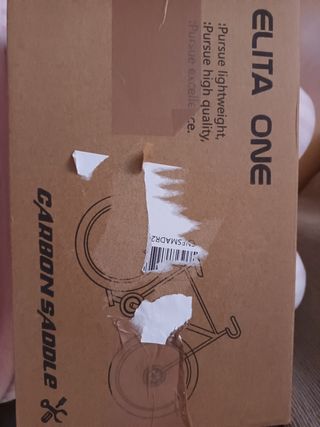 ELITA ONE
:Pursue lightweight,
:Pursue high quality,
:Pursue excellence.
CARBON SADDLE